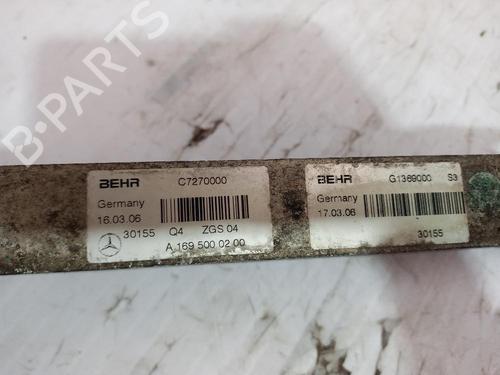 B-PARTS
BEHR C7270000
Germany
16.03.06
30155 Q4 ZGS 04
A 169 500 02 00
BEHR G1369000 S3
Germany
17.03.06
30155